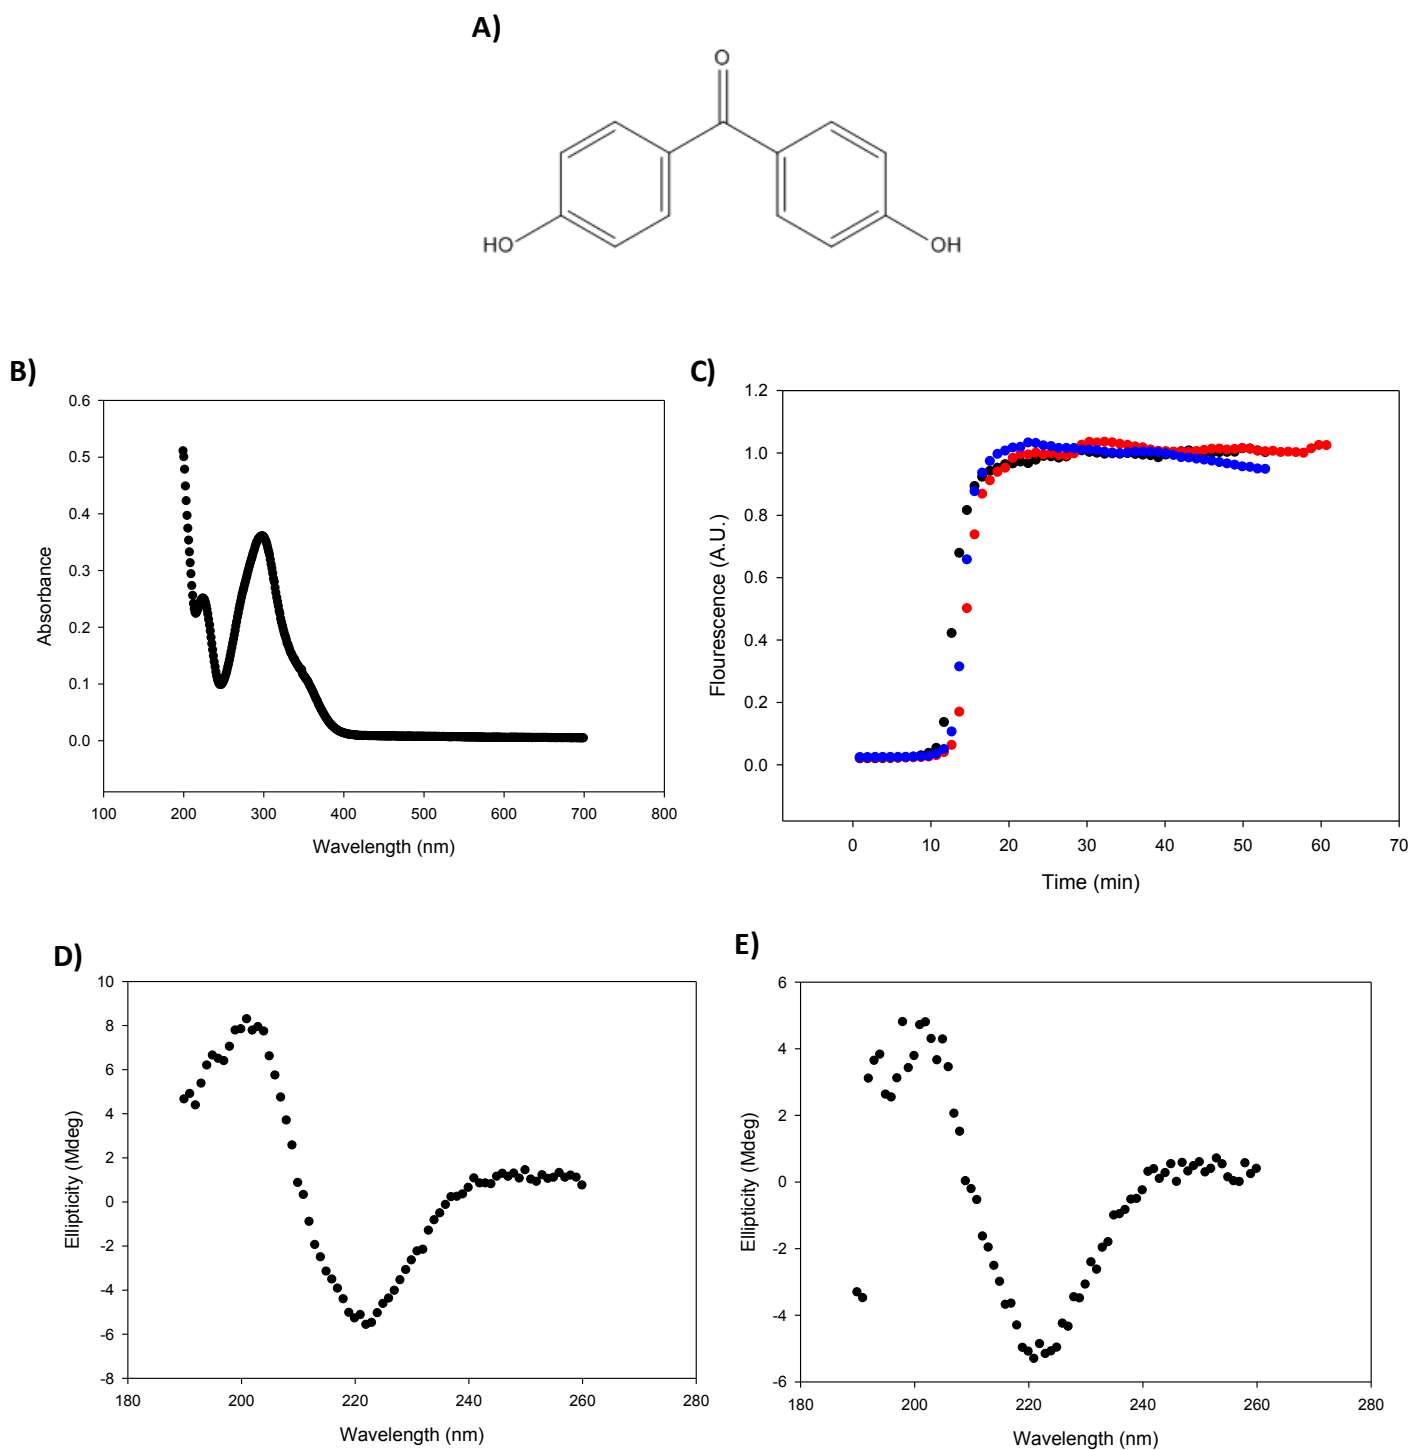 A)
O
HO
OH
B)
0.6
0.5
0.4
0.3
0.2
0.1
0.0
Absorbance
100 200 300 400 500 600 700 800
Wavelength (nm)
C)
1.2
1.0
0.8
0.6
0.4
0.2
0.0
Flourescence (A.U.)
0 10 20 30 40 50 60 70
Time (min)
D)
10
8
6
4
2
0
-2
-4
-6
-8
Ellipticity (Mdeg)
180 200 220 240 260 280
Wavelength (nm)
E)
6
4
2
0
-2
-4
-6
Ellipticity (Mdeg)
180 200 220 240 260 280
Wavelength (nm)